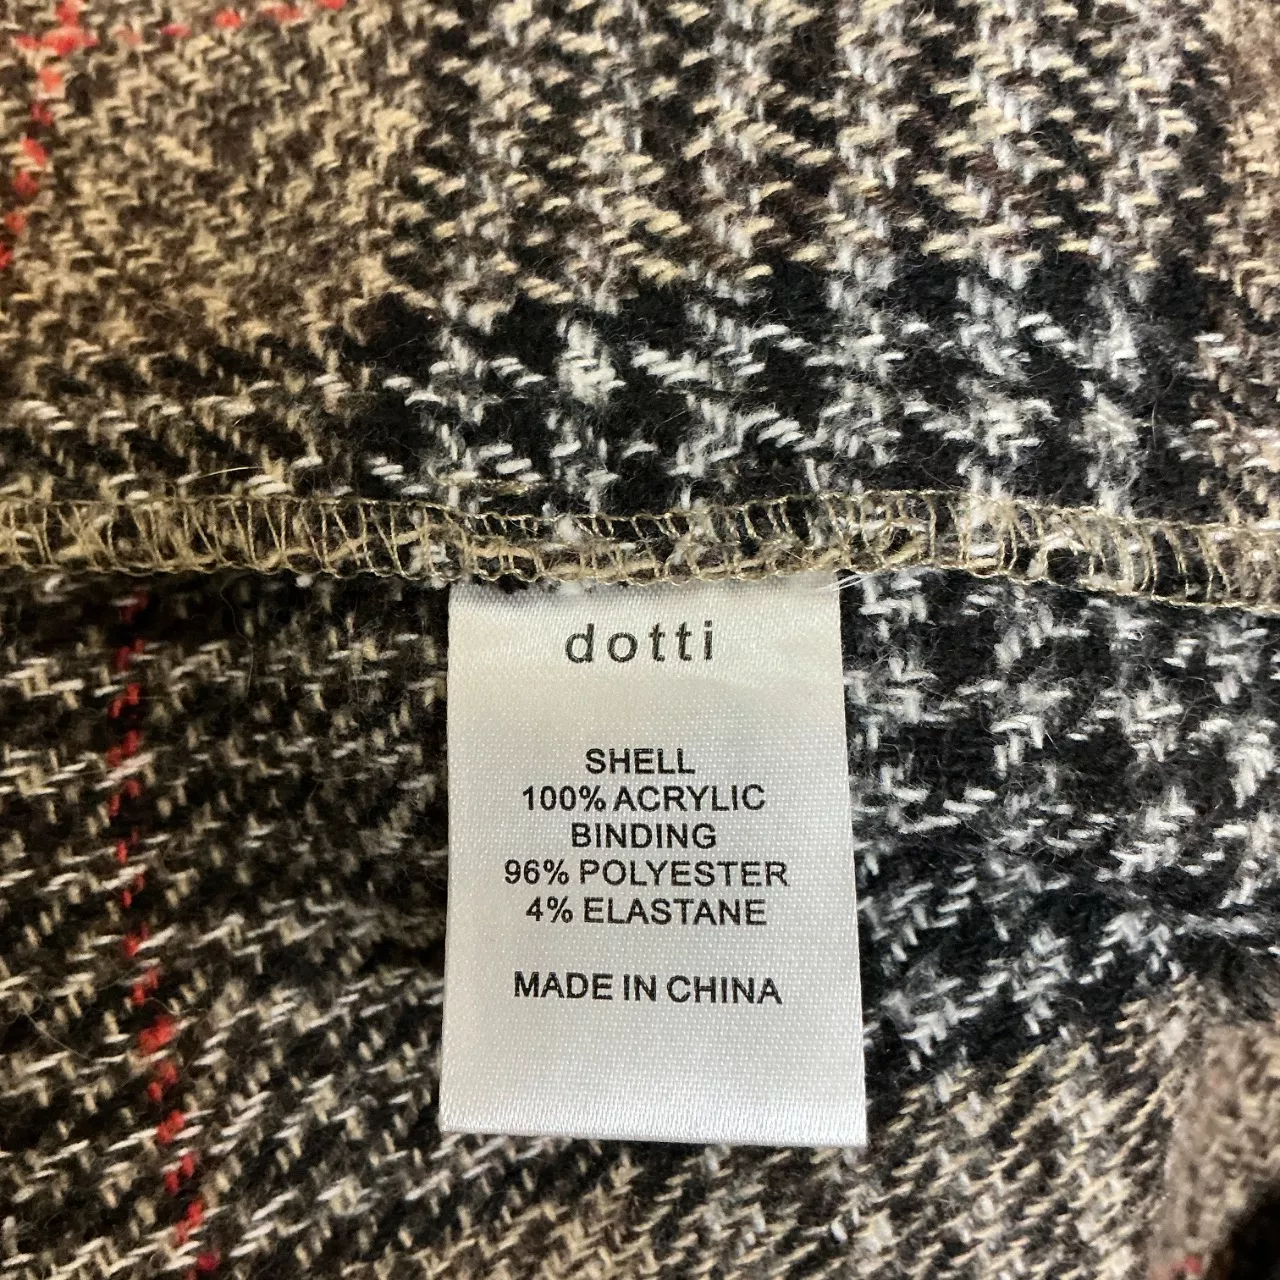 dotti
SHELL
100% ACRYLIC
BINDING
96% POLYESTER
4% ELASTANE
MADE IN CHINA